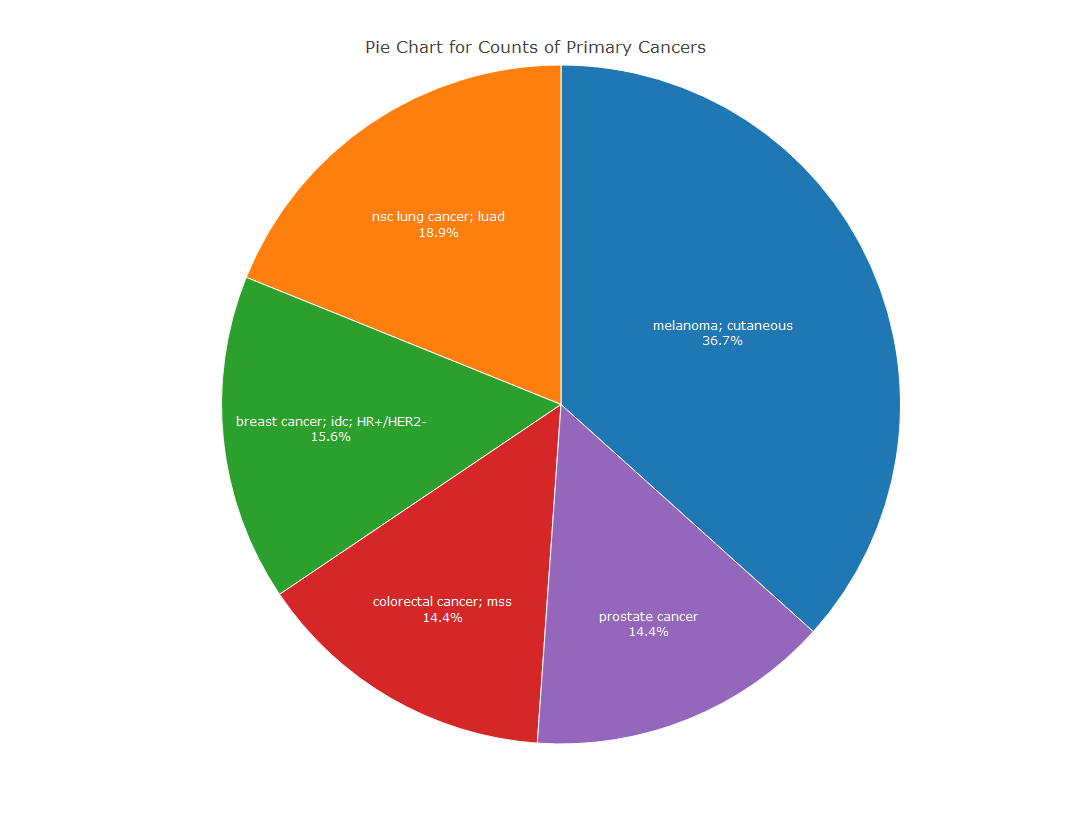 Pie Chart for Counts of Primary Cancers
nsc lung cancer; luad
18.9%
melanoma; cutaneous
36.7%
breast cancer; idc; HR+/HER2-
15.6%
colorectal cancer; mss
14.4%
prostate cancer
14.4%